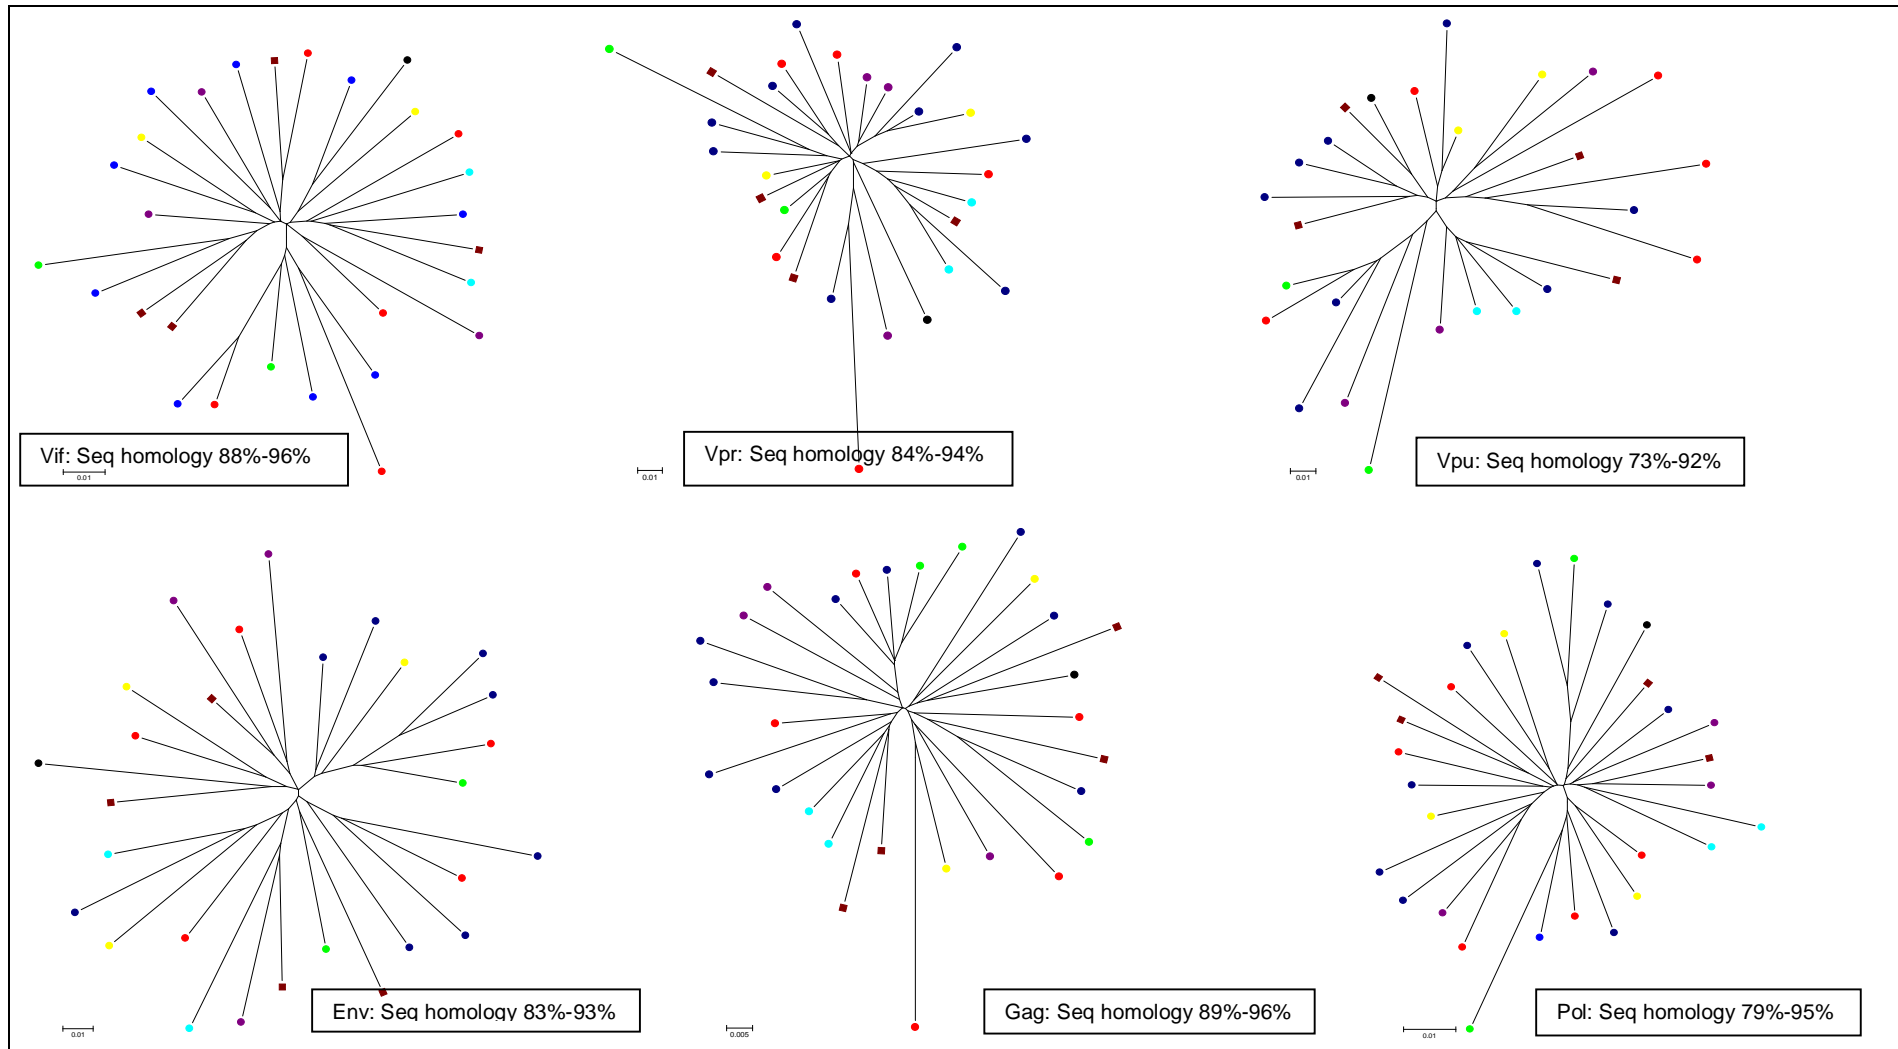 Vif: Seq homology 88%-96%
0.01
Vpr: Seq homology 84%-94%
0.01
Vpu: Seq homology 73%-92%
0.01
Env: Seq homology 83%-93%
0.01
Gag: Seq homology 89%-96%
0.005
Pol: Seq homology 79%-95%
0.01